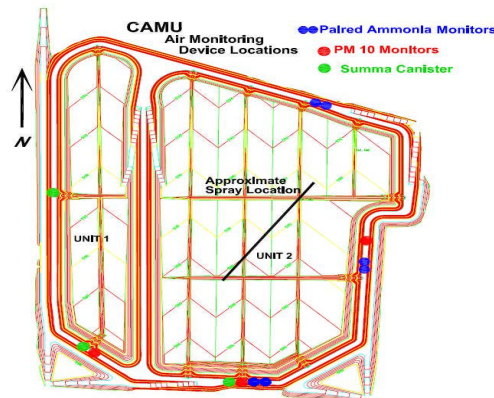 CAMU
Air Monitoring
Device Locations
Paired Ammonia Monitors
PM 10 Monitors
Summa Canister
N
Approximate
Spray Location
UNIT 1
UNIT 2